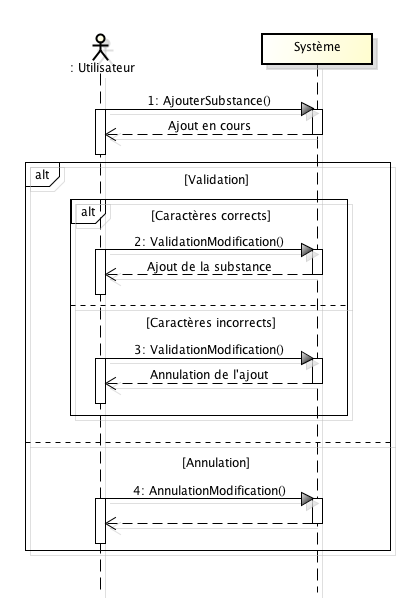 Système
: Utilisateur
1: AjouterSubstance()
Ajout en cours
alt
[Validation]
alt
[Caractères corrects]
2: ValidationModification()
Ajout de la substance
[Caractères incorrects]
3: ValidationModification()
Annulation de l'ajout
[Annulation]
4: AnnulationModification()